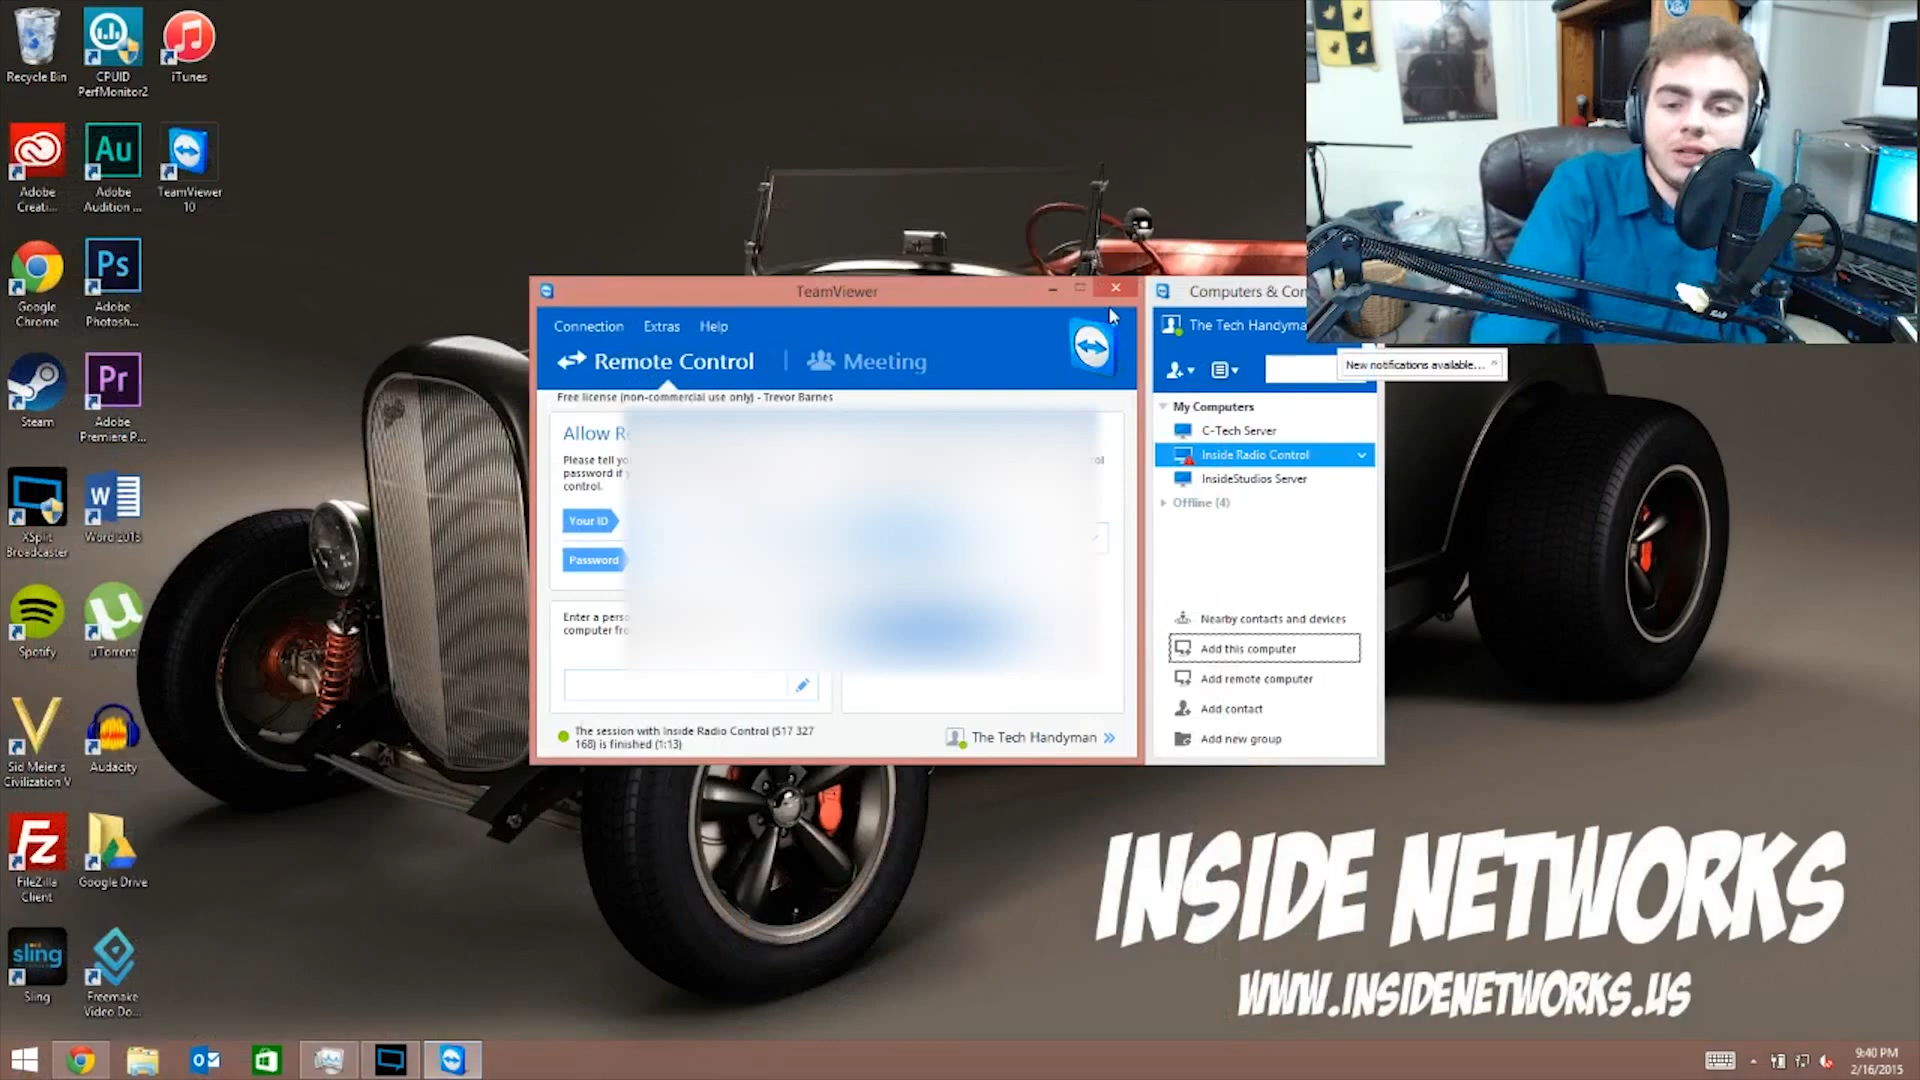 Recycle Bin
CPUID
PerfMonitor2
iTunes
Adobe
Creati...
Au
Adobe
Audition ...
TeamViewer
10
Google
Chrome
Ps
Adobe
Photosh...
Steam
Pr
Adobe
Premiere P...
XSplit
Broadcaster
Word 2013
Spotify
µTorrent
Sid Meier's
Civilization V
Audacity
FileZilla
Client
Google Drive
sling
Sling
Freemake
Video Do...
TeamViewer
Connection Extras Help
Remote Control
Meeting
Free license (non-commercial use only) - Trevor Barnes
Allow R
Please tell yo
password if
control.
Your ID
Password
Enter a perso
computer fro
The session with Inside Radio Control (517 327
168) is finished (1:13)
The Tech Handyman
Computers & Con
The Tech Handyma
New notifications available...
My Computers
C-Tech Server
Inside Radio Control
InsideStudios Server
Offline (4)
Nearby contacts and devices
Add this computer
Add remote computer
Add contact
Add new group
INSIDE NETWORKS
WWW.INSIDENETWORKS.US
9:40 PM
2/16/2015